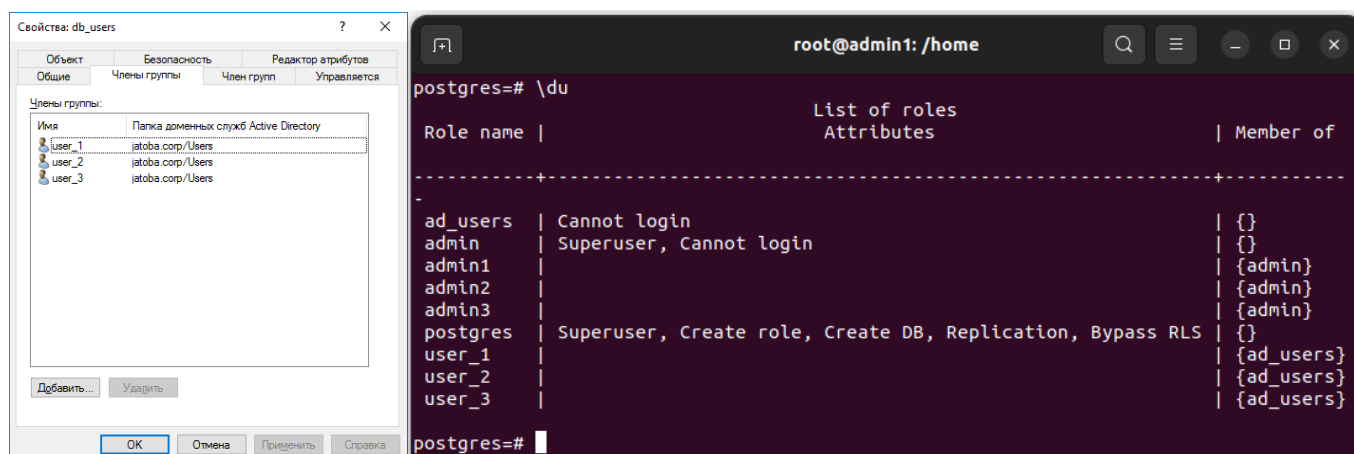 Свойства: db_users ? ×
Объект Безопасность Редактор атрибутов
Общие Члены группы Член групп Управляется
Члены группы:
Имя Папка доменных служб Active Directory
user_1 jatoba.corp/Users
user_2 jatoba.corp/Users
user_3 jatoba.corp/Users
Добавить... Удалить
OK Отмена Применить Справка
root@admin1: /home
postgres=# \du
List of roles
Role name | Attributes | Member of
-----------+------------------------------------------------------------+-----------
-
ad_users | Cannot login | {}
admin | Superuser, Cannot login | {}
admin1 | | {admin}
admin2 | | {admin}
admin3 | | {admin}
postgres | Superuser, Create role, Create DB, Replication, Bypass RLS | {}
user_1 | | {ad_users}
user_2 | | {ad_users}
user_3 | | {ad_users}
postgres=#